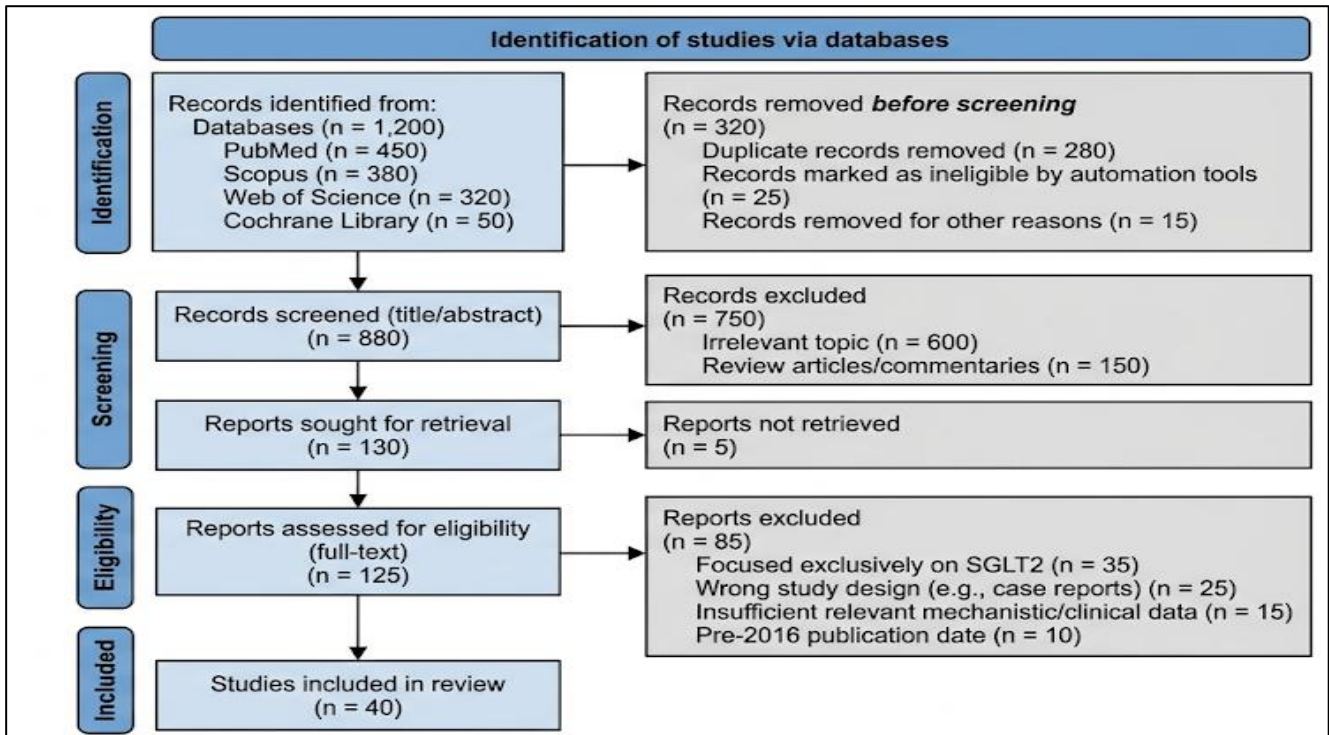 Identification of studies via databases
Identification
Records identified from:
Databases (n = 1,200)
PubMed (n = 450)
Scopus (n = 380)
Web of Science (n = 320)
Cochrane Library (n = 50)
Records removed before screening
(n = 320)
Duplicate records removed (n = 280)
Records marked as ineligible by automation tools
(n = 25)
Records removed for other reasons (n = 15)
Screening
Records screened (title/abstract)
(n = 880)
Records excluded
(n = 750)
Irrelevant topic (n = 600)
Review articles/commentaries (n = 150)
Reports sought for retrieval
(n = 130)
Reports not retrieved
(n = 5)
Eligibility
Reports assessed for eligibility
(full-text)
(n = 125)
Reports excluded
(n = 85)
Focused exclusively on SGLT2 (n = 35)
Wrong study design (e.g., case reports) (n = 25)
Insufficient relevant mechanistic/clinical data (n = 15)
Pre-2016 publication date (n = 10)
Included
Studies included in review
(n = 40)